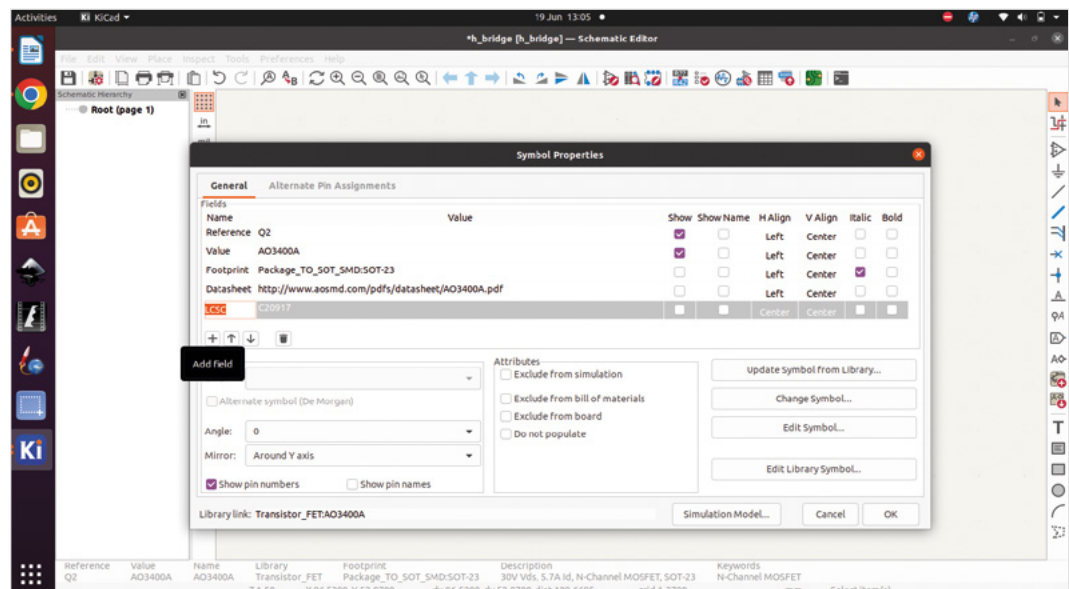 Activities KiCad 19 Jun 13:05
*h_bridge [h_bridge] — Schematic Editor
File Edit View Place Inspect Tools Preferences Help
Schematic Hierarchy
Root (page 1)
in
Symbol Properties
General Alternate Pin Assignments
Fields
Name Value Show Show Name H Align V Align Italic Bold
Reference Q2 Left Center
Value AO3400A Left Center
Footprint Package_TO_SOT_SMD:SOT-23 Left Center
Datasheet http://www.aosmd.com/pdfs/datasheet/AO3400A.pdf Left Center
LCSC C20917 Center Center
Add field
Attributes
Exclude from simulation
Update Symbol from Library...
Alternate symbol (De Morgan)
Exclude from bill of materials
Change Symbol...
Exclude from board
Angle: 0
Do not populate
Edit Symbol...
Mirror: Around Y axis
Edit Library Symbol...
Show pin numbers Show pin names
Library link: Transistor_FET:AO3400A
Simulation Model... Cancel OK
Ki
Reference Value Name Library Footprint Description Keywords
Q2 AO3400A AO3400A Transistor_FET Package_TO_SOT_SMD:SOT-23 30V Vds, 5.7A Id, N-Channel MOSFET, SOT-23 N-Channel MOSFET